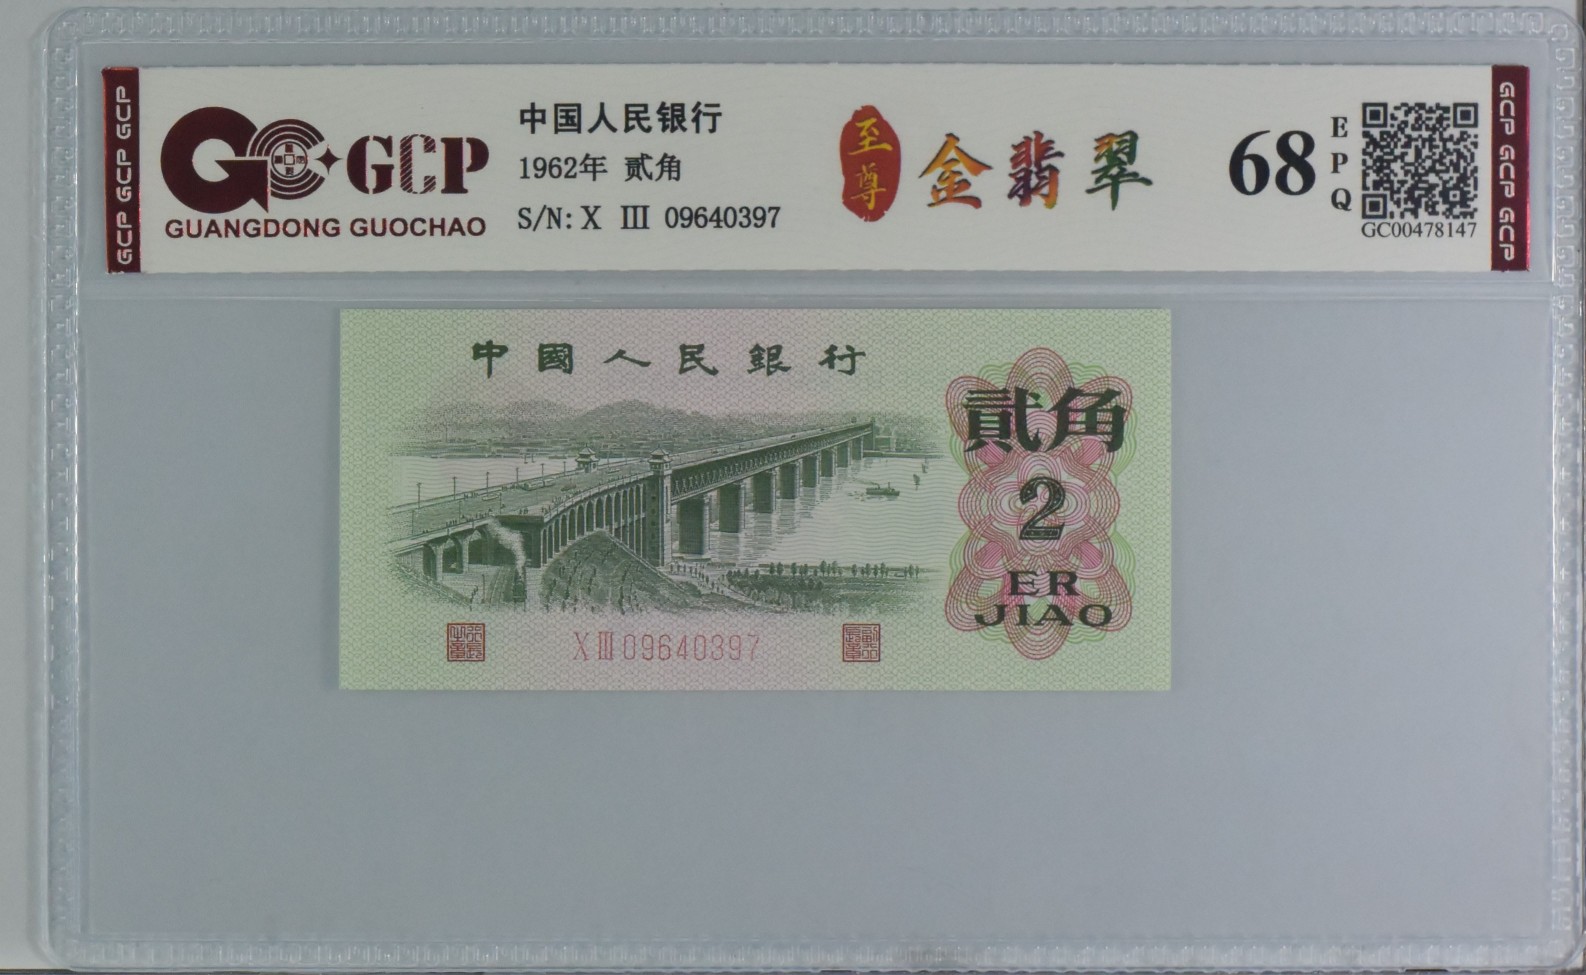 GCP GCP GCP
GCP
GUANGDONG GUOCHAO
中国人民银行
1962年 贰角
S/N: X Ⅲ 09640397
至尊
金翡翠
68
EPQ
GC00478147
GCP GCP GCP
中國人民銀行
貳角
2
ER
JIAO
XⅢ09640397